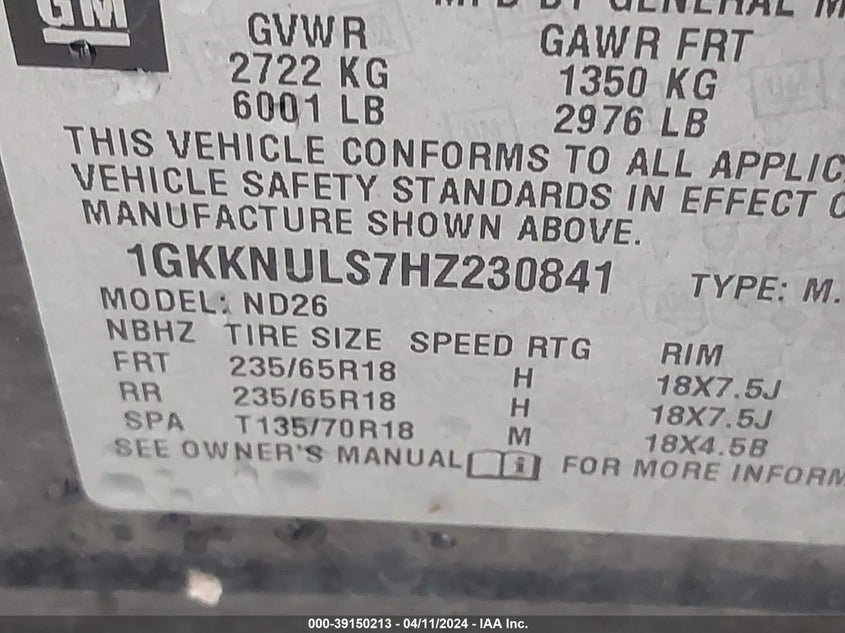 GM
MFD BY GENERAL M
GVWR GAWR FRT
2722 KG 1350 KG
6001 LB 2976 LB
THIS VEHICLE CONFORMS TO ALL APPLIC
VEHICLE SAFETY STANDARDS IN EFFECT O
MANUFACTURE SHOWN ABOVE.
1GKKNULS7HZ230841 TYPE: M.
MODEL: ND26
NBHZ TIRE SIZE SPEED RTG RIM
FRT 235/65R18 H 18X7.5J
RR 235/65R18 H 18X7.5J
SPA T135/70R18 M 18X4.5B
SEE OWNER'S MANUAL FOR MORE INFORM
000-39150213 - 04/11/2024 - IAA Inc.